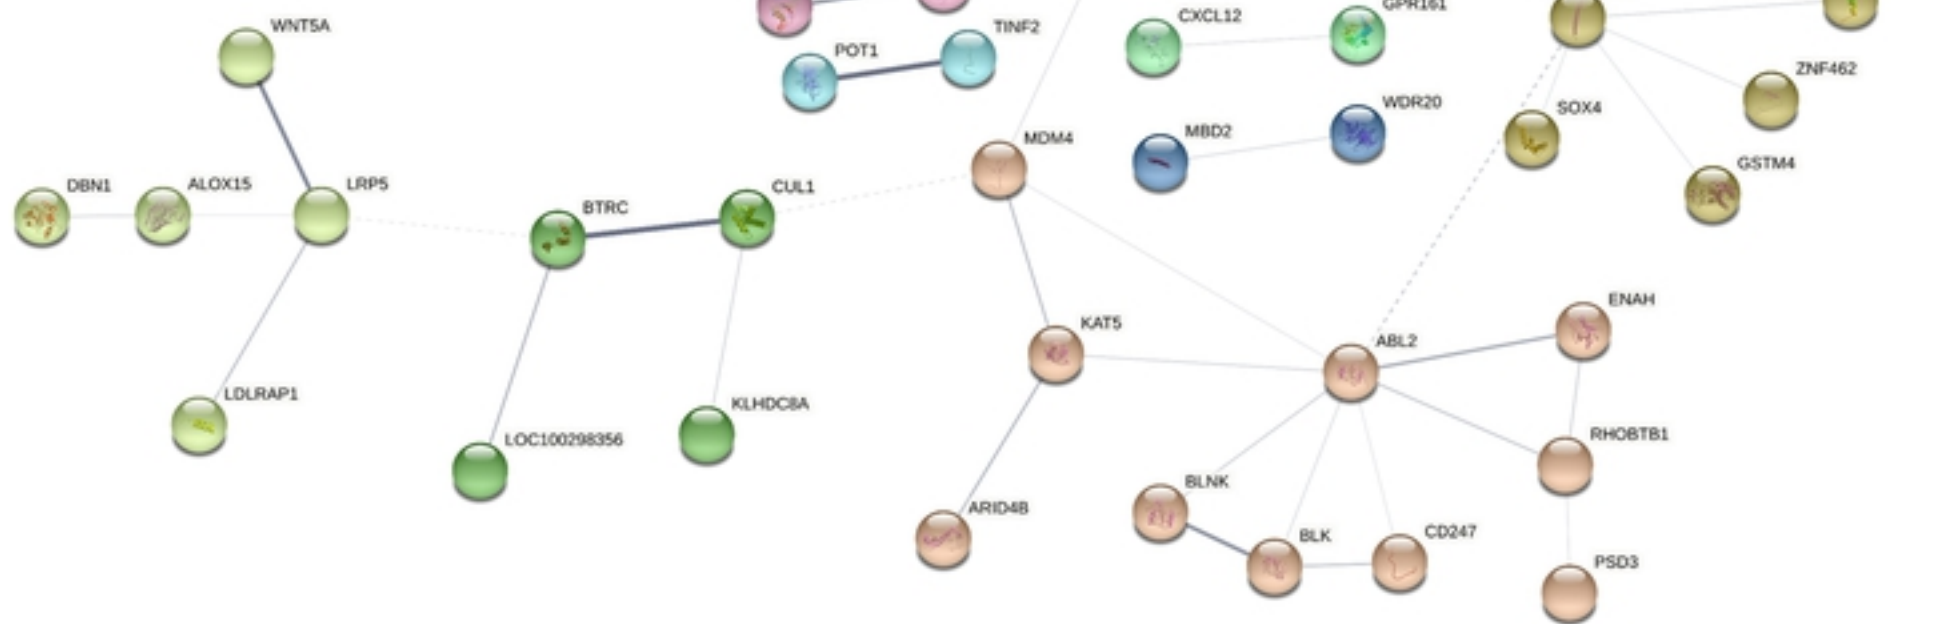 WNT5A
TINF2
POT1
CXCL12
GPR161
ZNF462
SOX4
WDR20
MBD2
MDM4
GSTM4
DBN1
ALOX15
LRP5
CUL1
BTRC
ENAH
KAT5
ABL2
LDLRAP1
KLHDC8A
LOC100298356
RHOBTB1
BLNK
ARID4B
BLK
CD247
PSD3